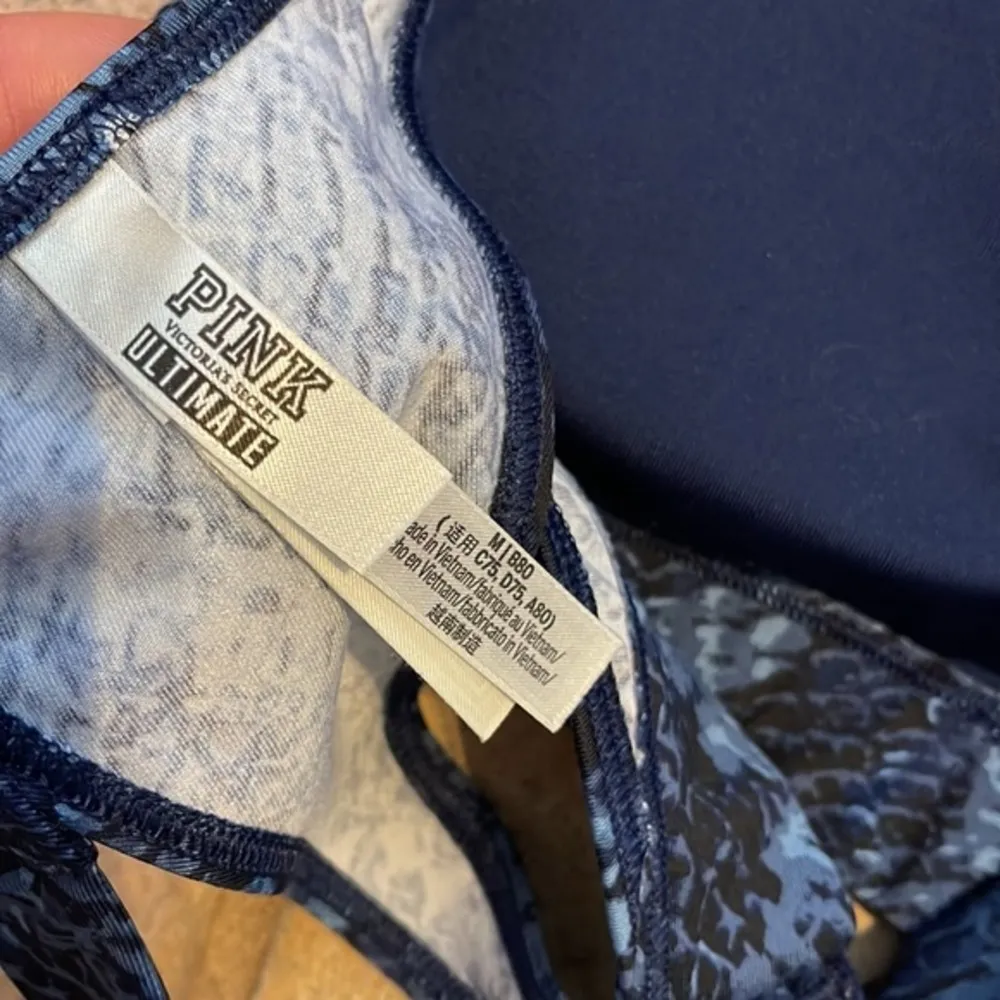 PINK
VICTORIA'S SECRET
ULTIMATE
M | B80
(适用 C75, D75, A80)
ade in Vietnam/fabriqué au Vietnam/
ho en Vietnam/fabbricato in Vietnam/
越南制造